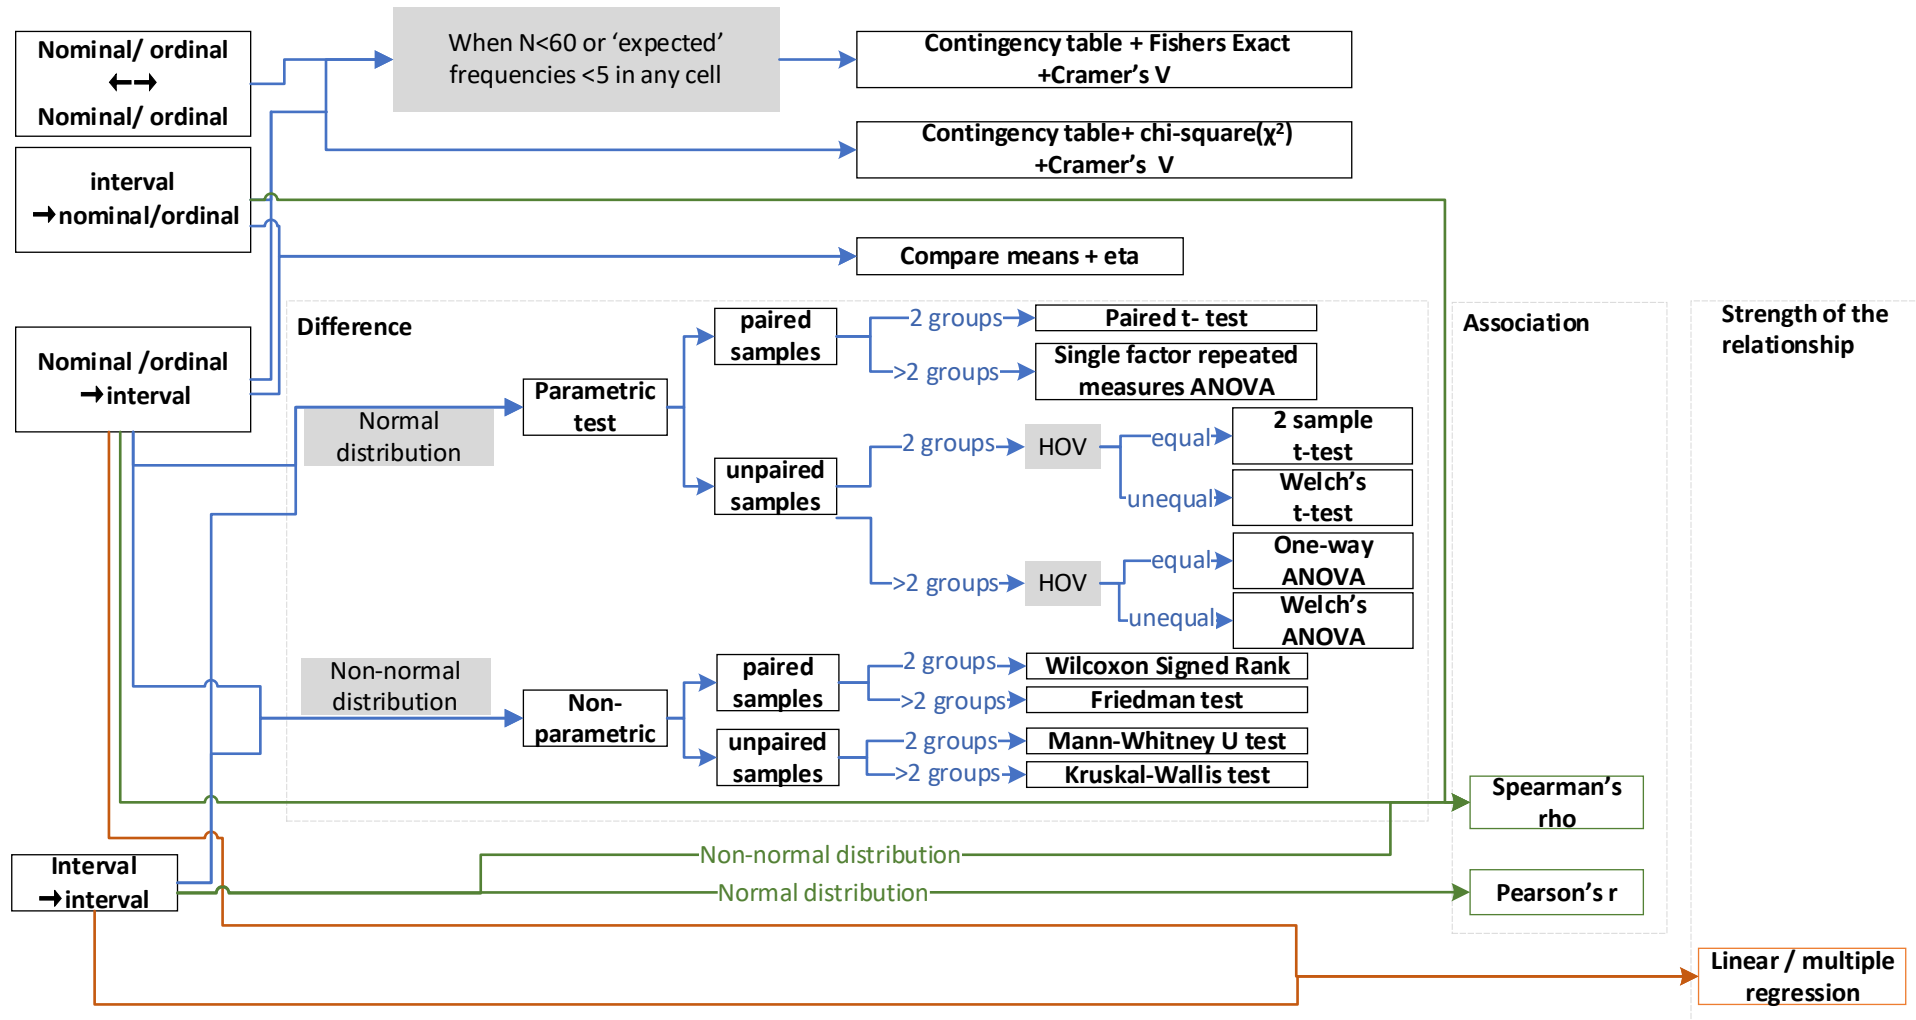 Nominal/ ordinal
←→
Nominal/ ordinal
When N<60 or ‘expected’
frequencies <5 in any cell
Contingency table + Fishers Exact
+Cramer’s V
Contingency table+ chi-square(χ²)
+Cramer’s V
interval
→nominal/ordinal
Compare means + eta
Nominal /ordinal
→interval
Difference
Normal
distribution
Parametric
test
paired
samples
2 groups
Paired t- test
>2 groups
Single factor repeated
measures ANOVA
unpaired
samples
2 groups
HOV
equal
2 sample
t-test
unequal
Welch’s
t-test
>2 groups
HOV
equal
One-way
ANOVA
unequal
Welch’s
ANOVA
Non-normal
distribution
Non-
parametric
paired
samples
2 groups
Wilcoxon Signed Rank
>2 groups
Friedman test
unpaired
samples
2 groups
Mann-Whitney U test
>2 groups
Kruskal-Wallis test
Association
Spearman’s
rho
Pearson’s r
Strength of the
relationship
Linear / multiple
regression
Interval
→interval
Non-normal distribution
Normal distribution